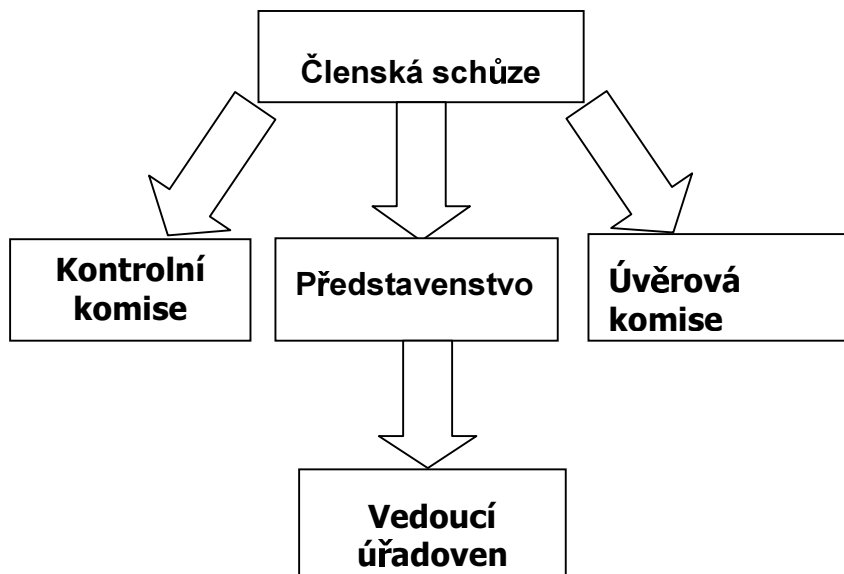 Členská schůze
Kontrolní
komise
Představenstvo
Úvěrová
komise
Vedoucí
úřadoven